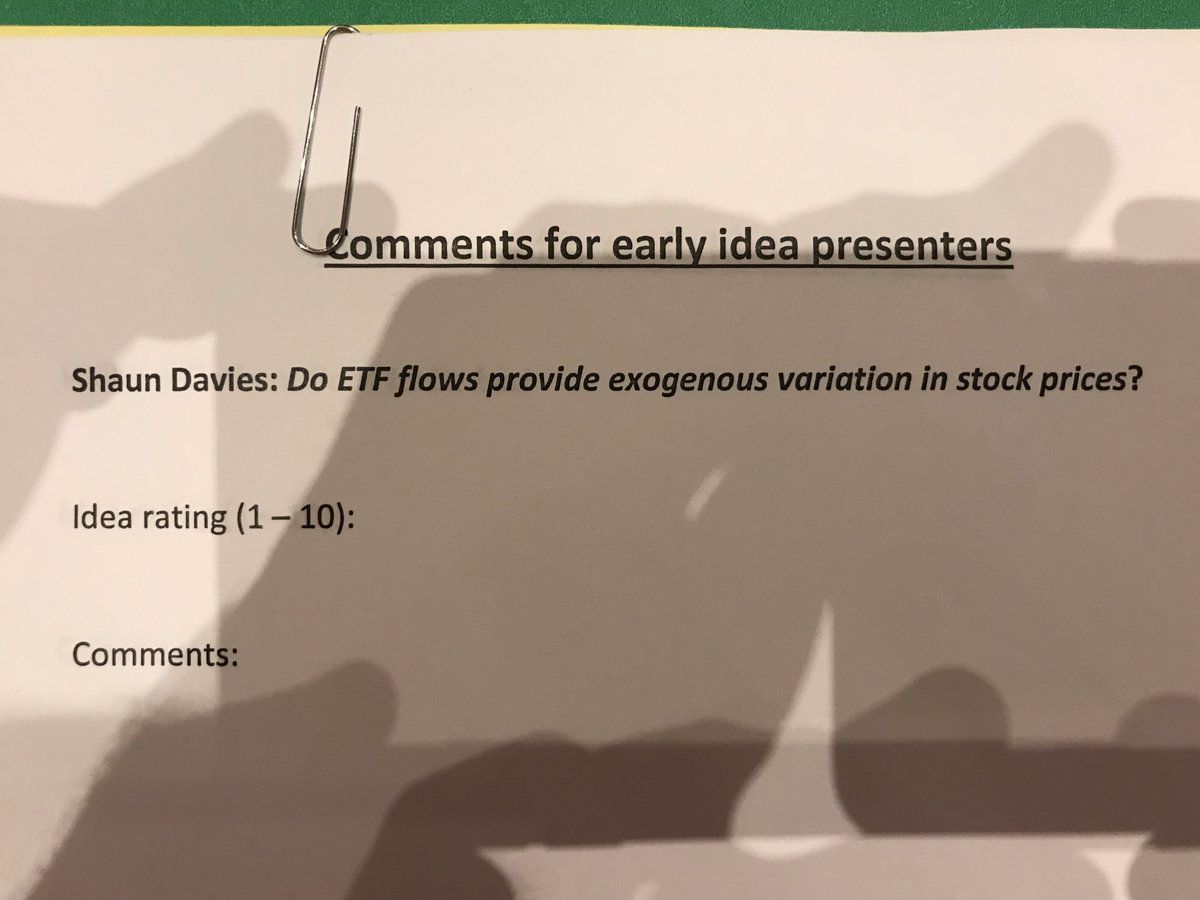 Comments for early idea presenters
Shaun Davies: Do ETF flows provide exogenous variation in stock prices?
Idea rating (1 – 10):
Comments: